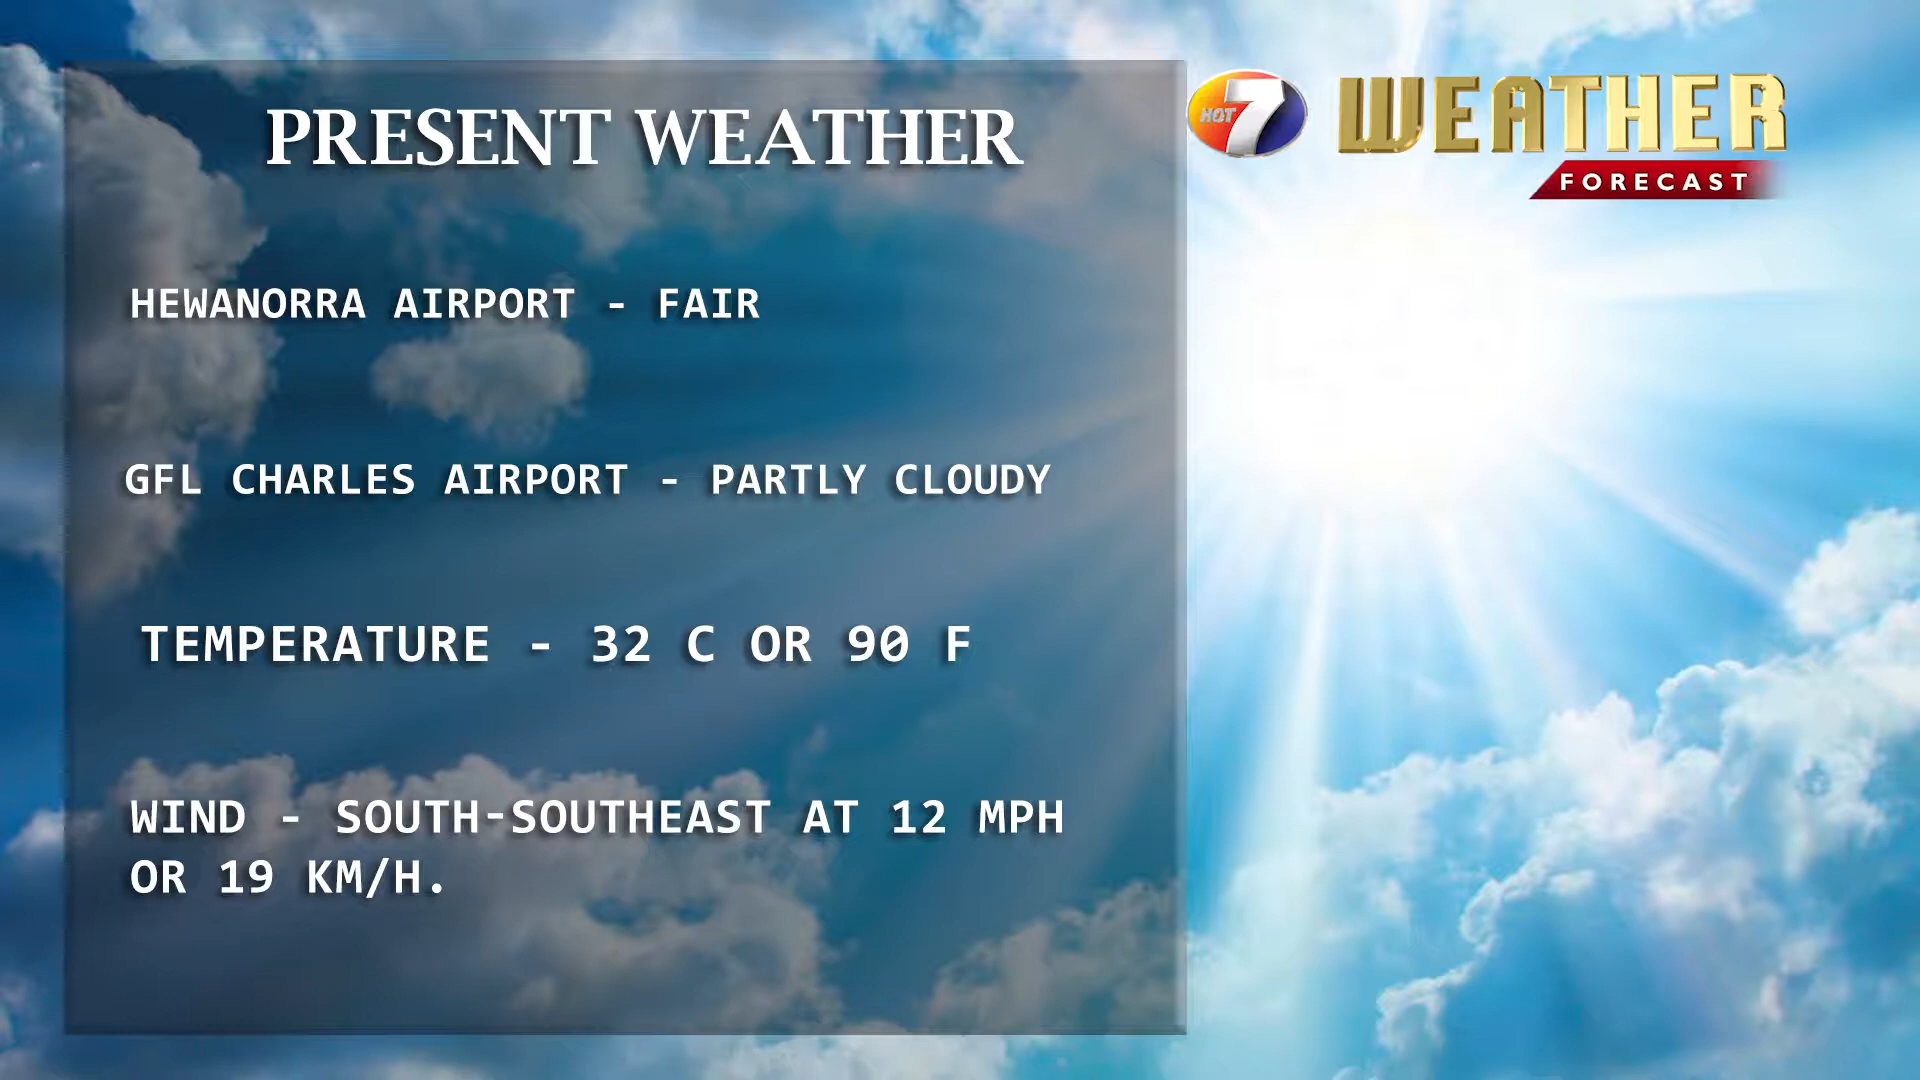 PRESENT WEATHER
HOT 7
WEATHER
FORECAST
HEWANORRA AIRPORT - FAIR
GFL CHARLES AIRPORT - PARTLY CLOUDY
TEMPERATURE - 32 C OR 90 F
WIND - SOUTH-SOUTHEAST AT 12 MPH
OR 19 KM/H.